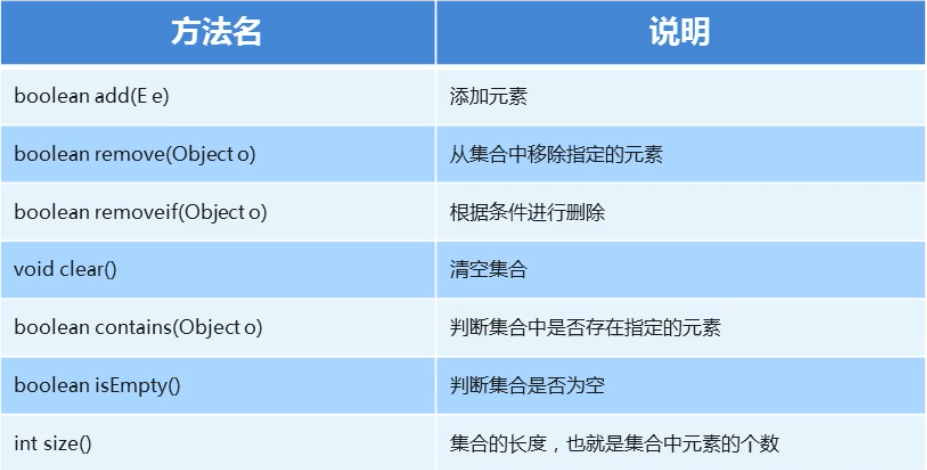 方法名 说明
boolean add(E e) 添加元素
boolean remove(Object o) 从集合中移除指定的元素
boolean removeif(Object o) 根据条件进行删除
void clear() 清空集合
boolean contains(Object o) 判断集合中是否存在指定的元素
boolean isEmpty() 判断集合是否为空
int size() 集合的长度，也就是集合中元素的个数